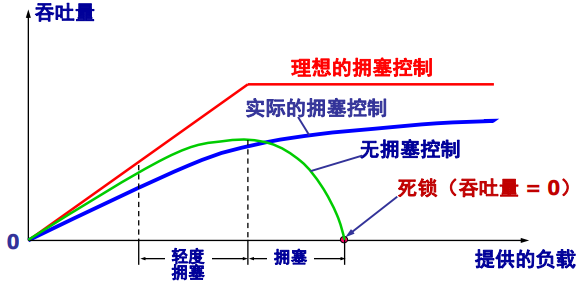 吞吐量
理想的拥塞控制
实际的拥塞控制
无拥塞控制
死锁（吞吐量 = 0）
0
轻度
拥塞
拥塞
提供的负载